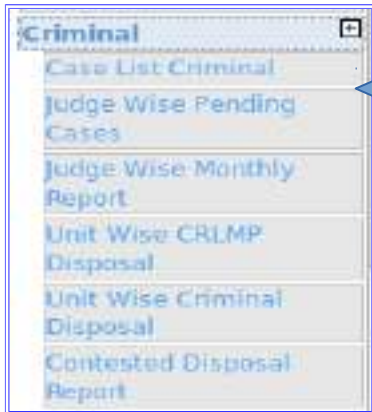 Criminal
Case List Criminal
Judge Wise Pending
Cases
Judge Wise Monthly
Report
Unit Wise CRLMP
Disposal
Unit Wise Criminal
Disposal
Contested Disposal
Report